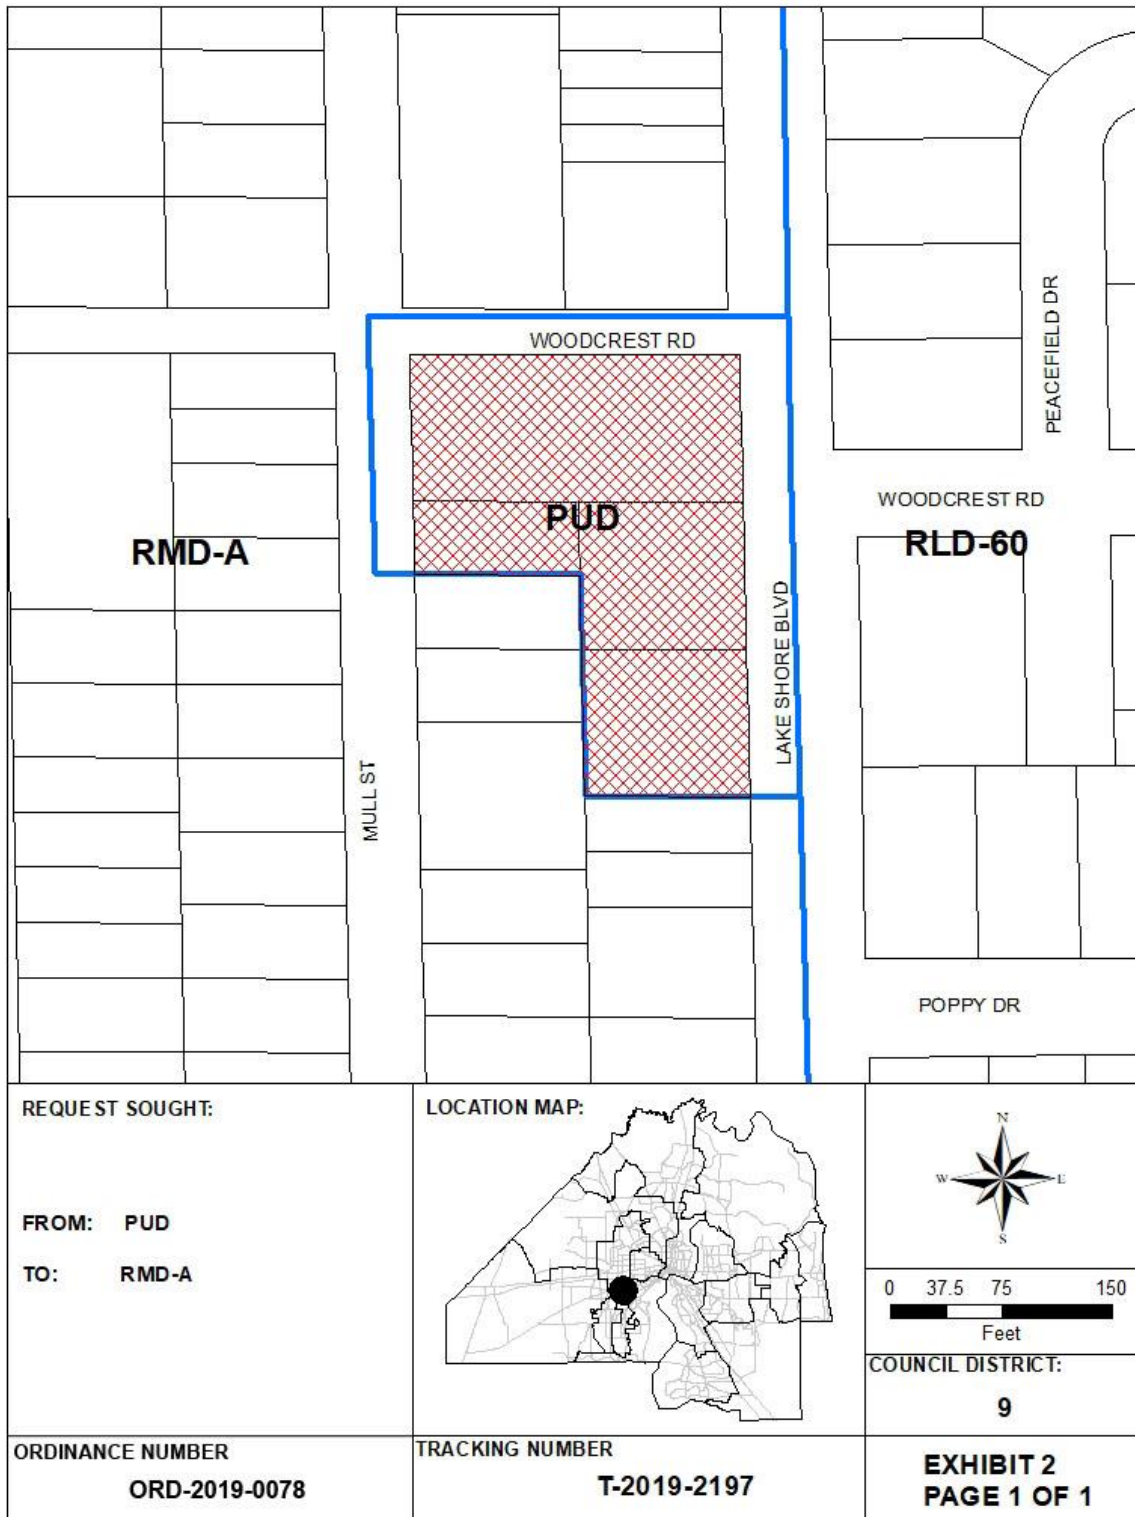 WOODCREST RD
PEACEFIELD DR
WOODCREST RD
PUD
RMD-A
RLD-60
LAKE SHORE BLVD
MULL ST
POPPY DR
REQUEST SOUGHT:
FROM: PUD
TO: RMD-A
LOCATION MAP:
N
W E
S
0 37.5 75 150
Feet
COUNCIL DISTRICT:
9
ORDINANCE NUMBER
ORD-2019-0078
TRACKING NUMBER
T-2019-2197
EXHIBIT 2
PAGE 1 OF 1